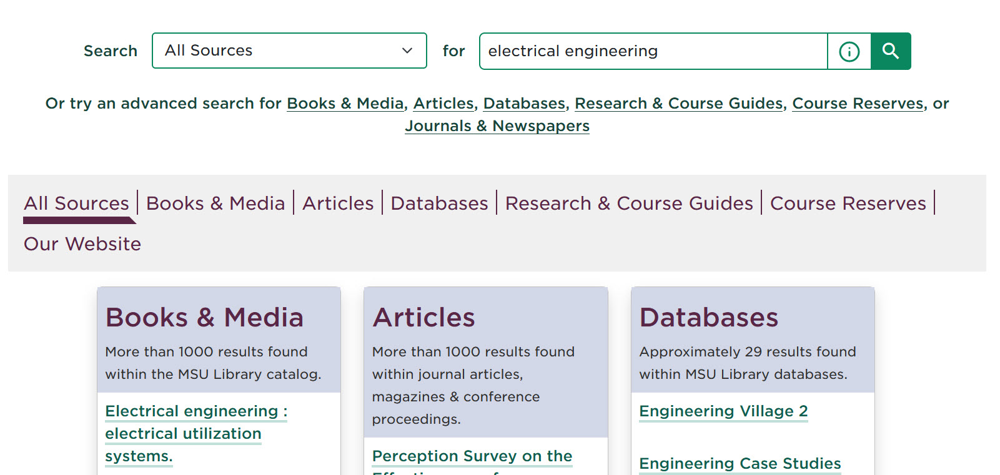 Search All Sources for electrical engineering
Or try an advanced search for Books & Media, Articles, Databases, Research & Course Guides, Course Reserves, or
Journals & Newspapers
All Sources Books & Media Articles Databases Research & Course Guides Course Reserves
Our Website
Books & Media
More than 1000 results found
within the MSU Library catalog.
Electrical engineering :
electrical utilization
systems.
Articles
More than 1000 results found
within journal articles,
magazines & conference
proceedings.
Perception Survey on the
Databases
Approximately 29 results found
within MSU Library databases.
Engineering Village 2
Engineering Case Studies